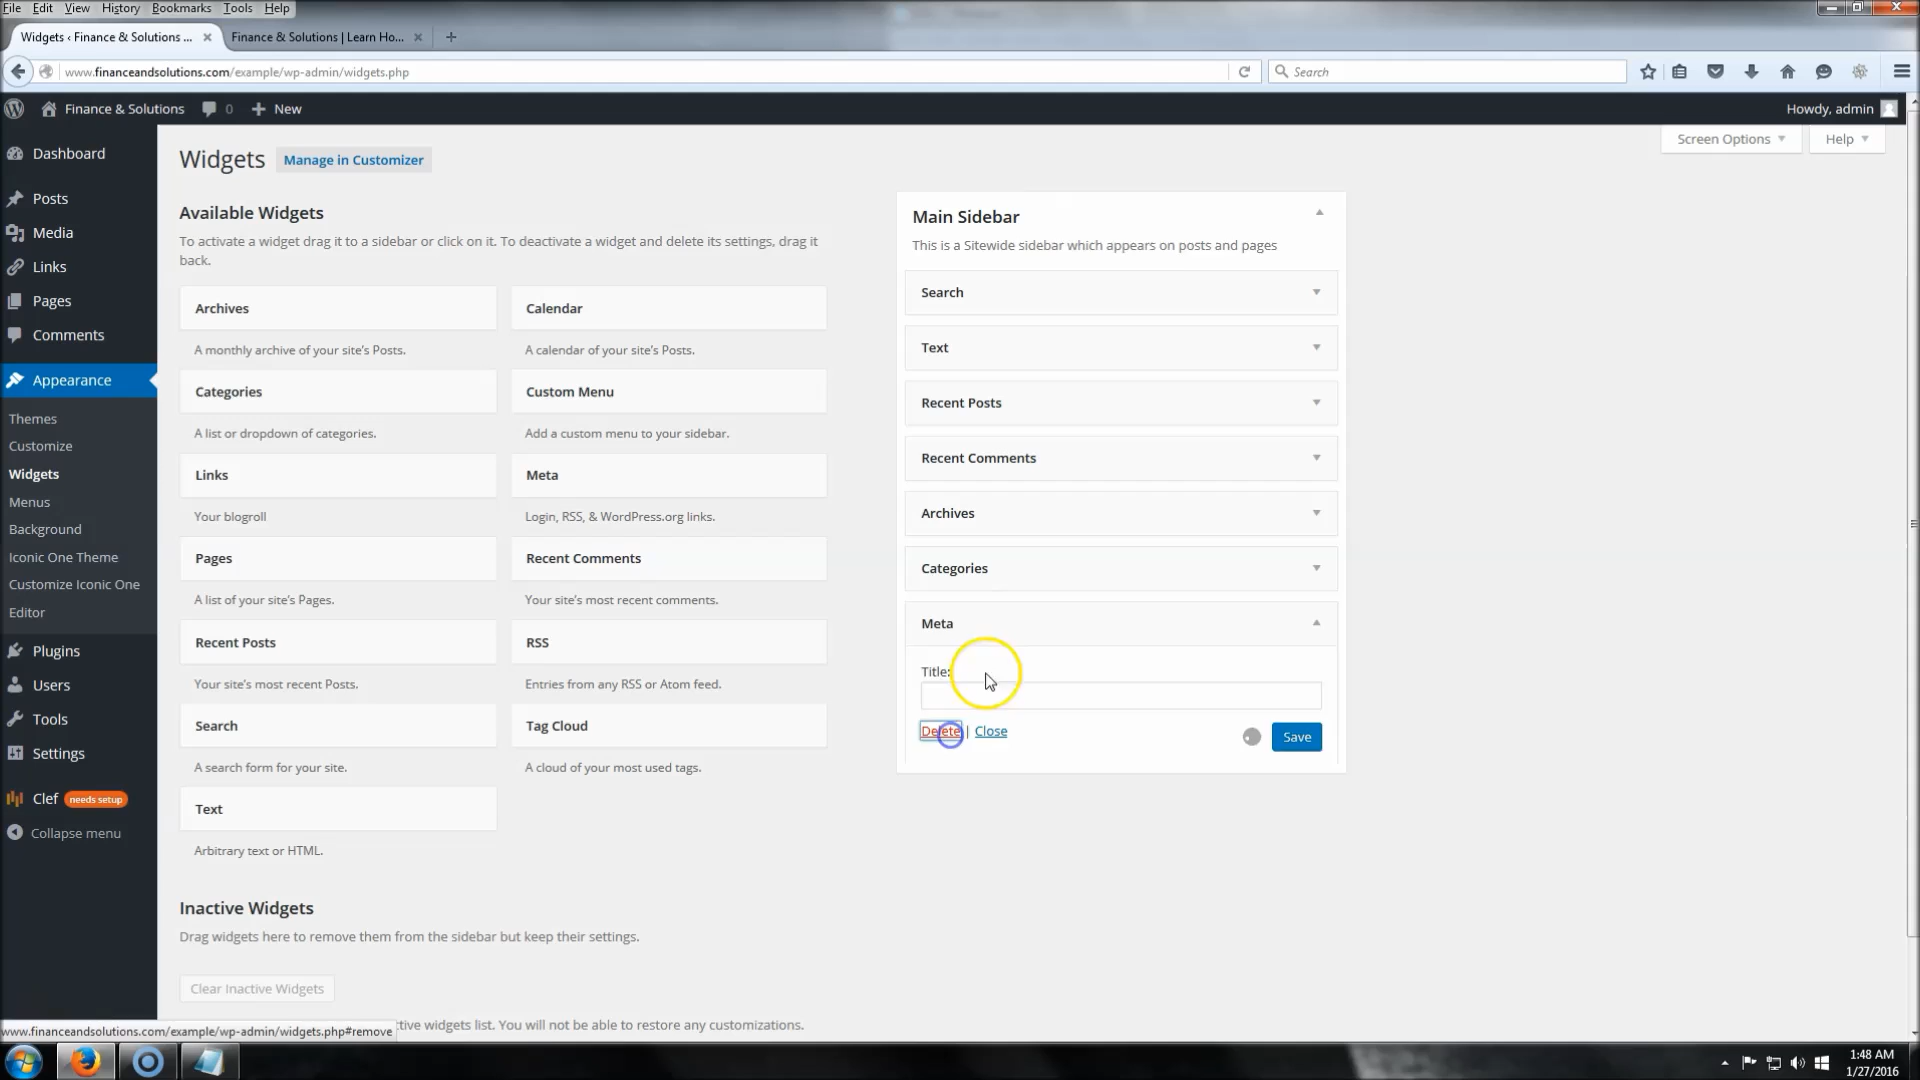 File Edit View History Bookmarks Tools Help
Widgets ‹ Finance & Solutions ...
Finance & Solutions | Learn Ho...
www.financeandsolutions.com/example/wp-admin/widgets.php
Search
Finance & Solutions 0 New
Howdy, admin
Dashboard
Posts
Media
Links
Pages
Comments
Appearance
Themes
Customize
Widgets
Menus
Background
Iconic One Theme
Customize Iconic One
Editor
Plugins
Users
Tools
Settings
Clef needs setup
Collapse menu
Screen Options
Help
Widgets
Manage in Customizer
Available Widgets
To activate a widget drag it to a sidebar or click on it. To deactivate a widget and delete its settings, drag it
back.
Archives
A monthly archive of your site's Posts.
Calendar
A calendar of your site's Posts.
Categories
A list or dropdown of categories.
Custom Menu
Add a custom menu to your sidebar.
Links
Your blogroll
Meta
Login, RSS, & WordPress.org links.
Pages
A list of your site's Pages.
Recent Comments
Your site's most recent comments.
Recent Posts
Your site's most recent Posts.
RSS
Entries from any RSS or Atom feed.
Search
A search form for your site.
Tag Cloud
A cloud of your most used tags.
Text
Arbitrary text or HTML.
Inactive Widgets
Drag widgets here to remove them from the sidebar but keep their settings.
Clear Inactive Widgets
ctive widgets list. You will not be able to restore any customizations.
Main Sidebar
This is a Sitewide sidebar which appears on posts and pages
Search
Text
Recent Posts
Recent Comments
Archives
Categories
Meta
Title:
Delete | Close
Save
www.financeandsolutions.com/example/wp-admin/widgets.php#remove
1:48 AM
1/27/2016